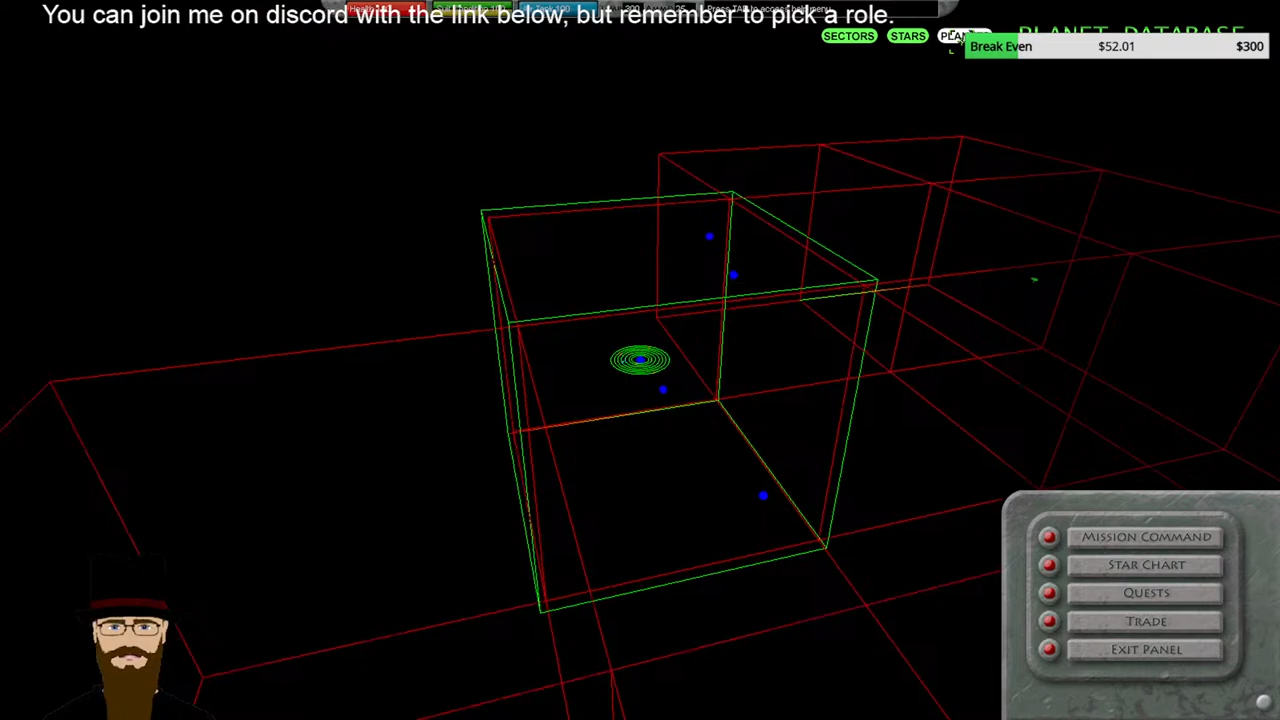 You can join me on discord with the link below, but remember to pick a role.
SECTORS
STARS
PLANET DATABASE
Break Even
$52.01
$300
MISSION COMMAND
STAR CHART
QUESTS
TRADE
EXIT PANEL